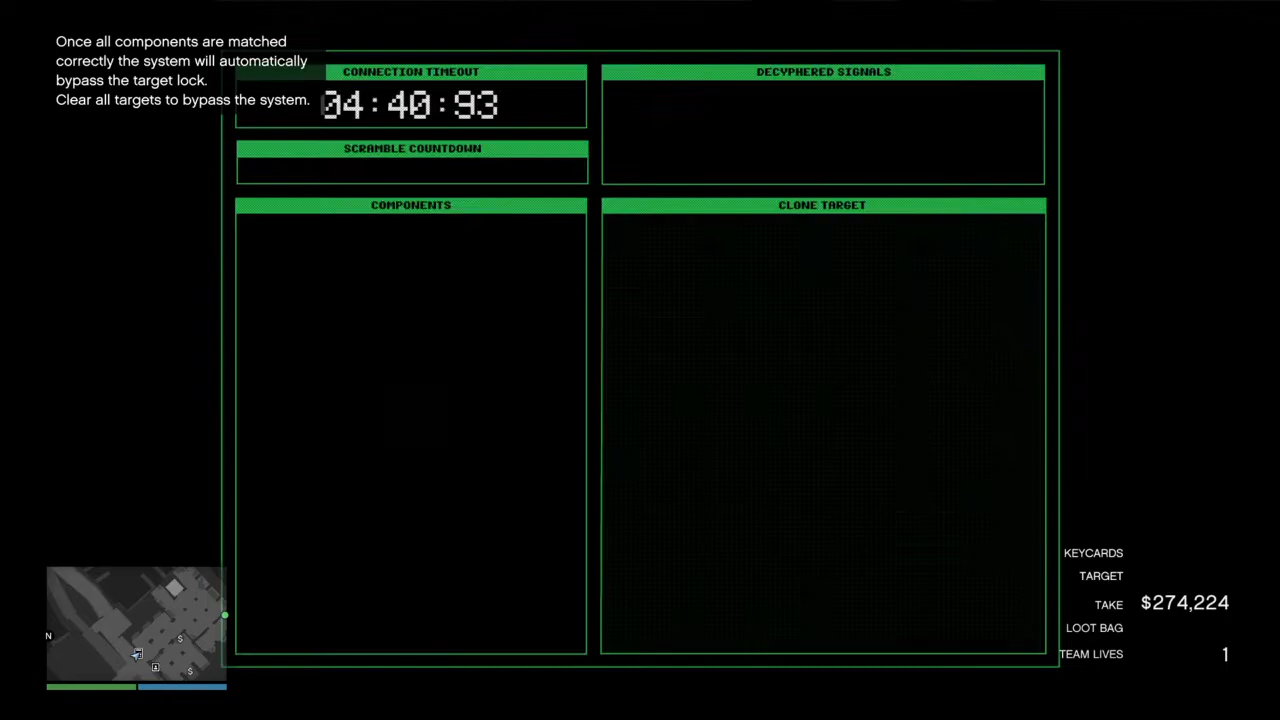 Once all components are matched
correctly the system will automatically
bypass the target lock.
Clear all targets to bypass the system.
CONNECTION TIMEOUT
04:40:93
DECYPHERED SIGNALS
SCRAMBLE COUNTDOWN
COMPONENTS
CLONE TARGET
KEYCARDS
TARGET
TAKE $274,224
LOOT BAG
TEAM LIVES 1
N
$
$